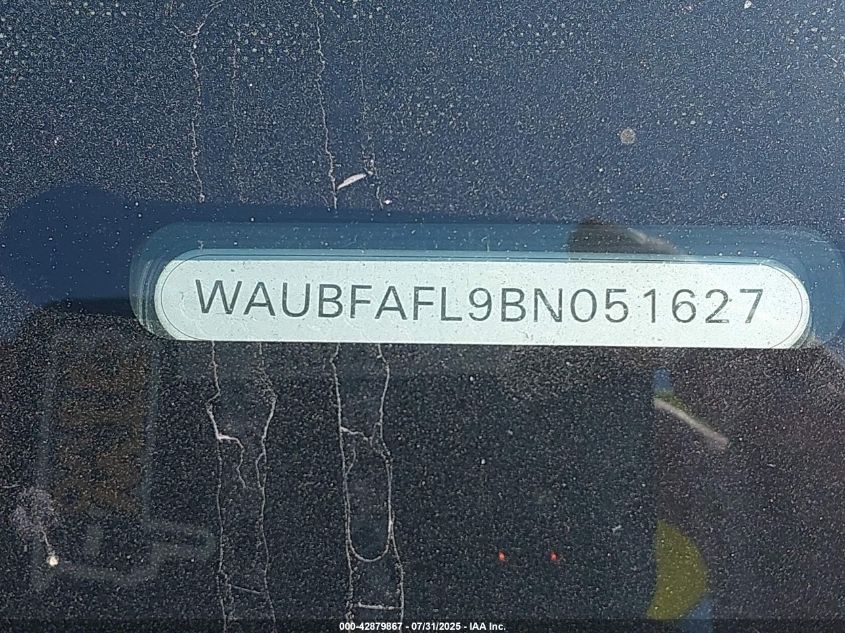 WAUBFAFL9BN051627
000-42879867 - 07/31/2025 - IAA Inc.